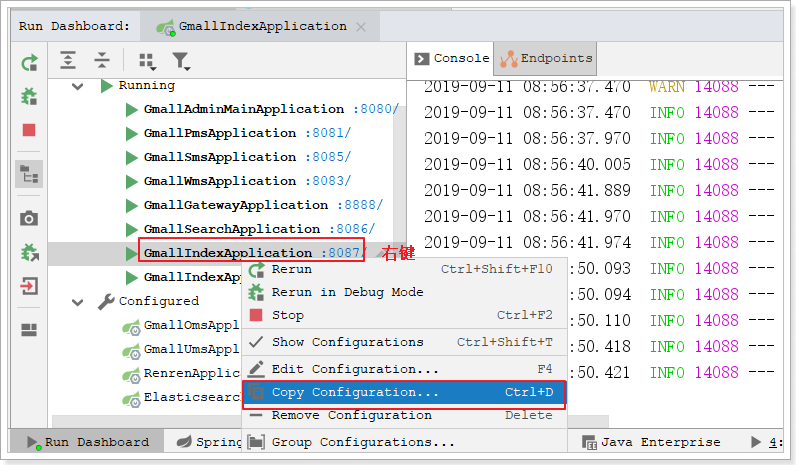 Run Dashboard: GmallIndexApplication
Console Endpoints
Running
GmallAdminMainApplication :8080/
GmallPmsApplication :8081/
GmallSmsApplication :8085/
GmallWmsApplication :8083/
GmallGatewayApplication :8888/
GmallSearchApplication :8086/
GmallIndexApplication :8087/ 右键
GmallIndexAp
Configured
GmallOmsAppl
GmallUmsAppl
RenrenApplic
Elasticsearc
Rerun Ctrl+Shift+F10
Rerun in Debug Mode
Stop Ctrl+F2
Show Configurations Ctrl+Shift+T
Edit Configuration... F4
Copy Configuration... Ctrl+D
Remove Configuration Delete
Group Configurations...
2019-09-11 08:56:37.470 WARN 14088 ---
2019-09-11 08:56:37.470 INFO 14088 ---
2019-09-11 08:56:37.970 INFO 14088 ---
2019-09-11 08:56:40.005 INFO 14088 ---
2019-09-11 08:56:41.889 INFO 14088 ---
2019-09-11 08:56:41.970 INFO 14088 ---
2019-09-11 08:56:41.974 INFO 14088 ---
:50.093 INFO 14088 ---
:50.094 INFO 14088 ---
:50.110 INFO 14088 ---
:50.418 INFO 14088 ---
:50.421 INFO 14088 ---
Run Dashboard Spring Java Enterprise 4: